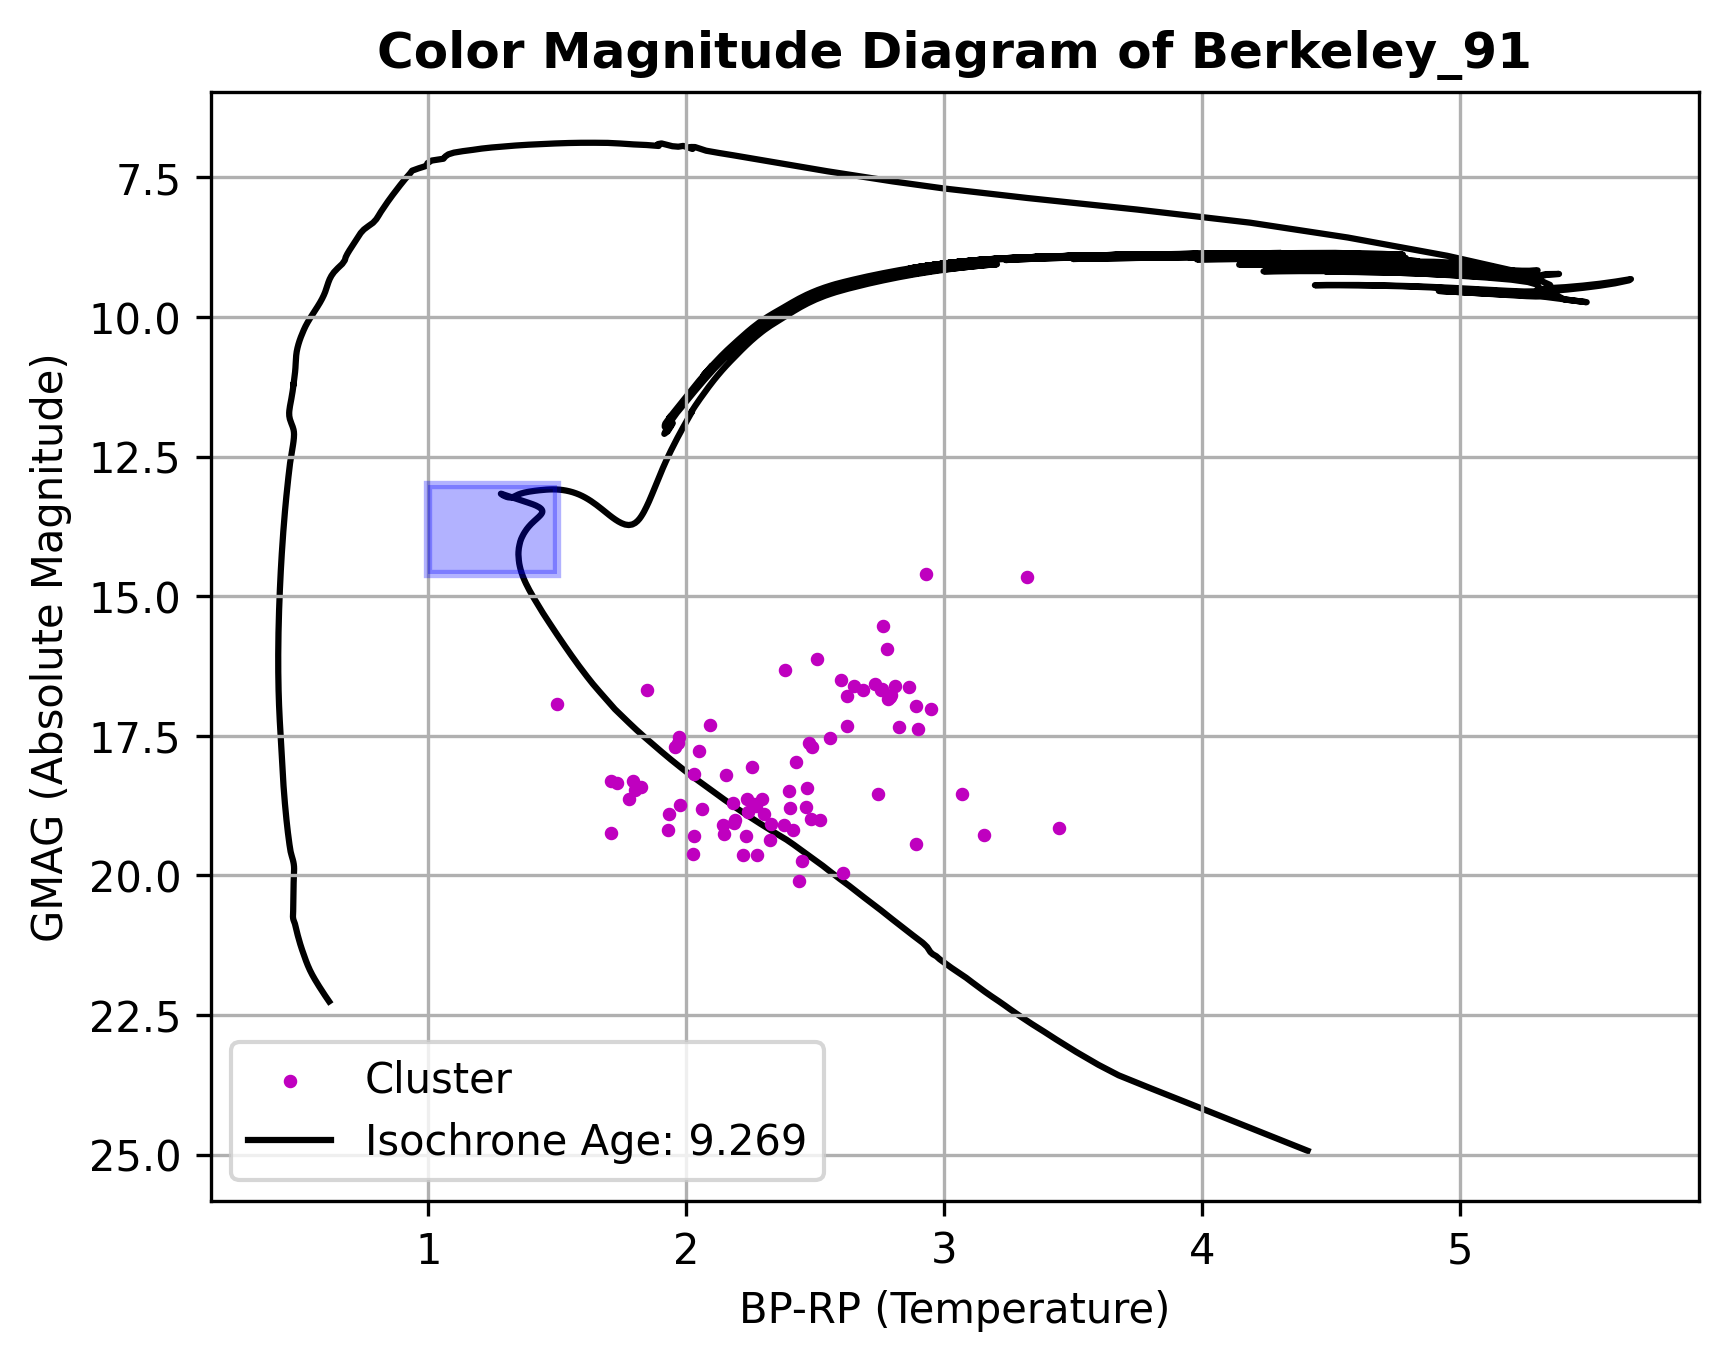 Color Magnitude Diagram of Berkeley_91
GMAG (Absolute Magnitude)
7.5
10.0
12.5
15.0
17.5
20.0
22.5
25.0
Cluster
Isochrone Age: 9.269
1 2 3 4 5
BP-RP (Temperature)